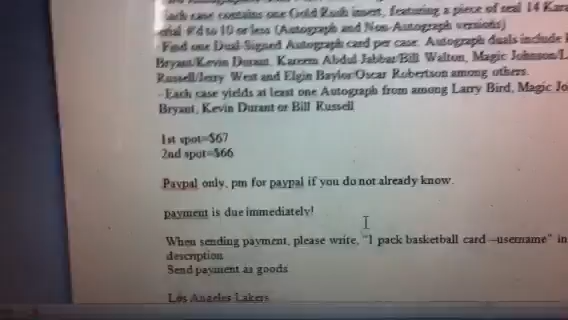 - Each case contains one Gold Rush insert, featuring a piece of real 14 Kara
erial #'d to 10 or less (Autograph and Non-Autograph versions)
- Find one Dual-Signed Autograph card per case. Autograph duals include
Bryant/Kevin Durant, Kareem Abdul-Jabbar/Bill Walton, Magic Johnson/L
Russell/Jerry West and Elgin Baylor/Oscar Robertson among others.
- Each case yields at least one Autograph from among Larry Bird, Magic Jo
Bryant, Kevin Durant or Bill Russell
1st spot=$67
2nd spot=$66
Paypal only, pm for paypal if you do not already know.
payment is due immediately!
When sending payment, please write, "1 pack basketball card –username" in
description
Send payment as goods
Los Angeles Lakers